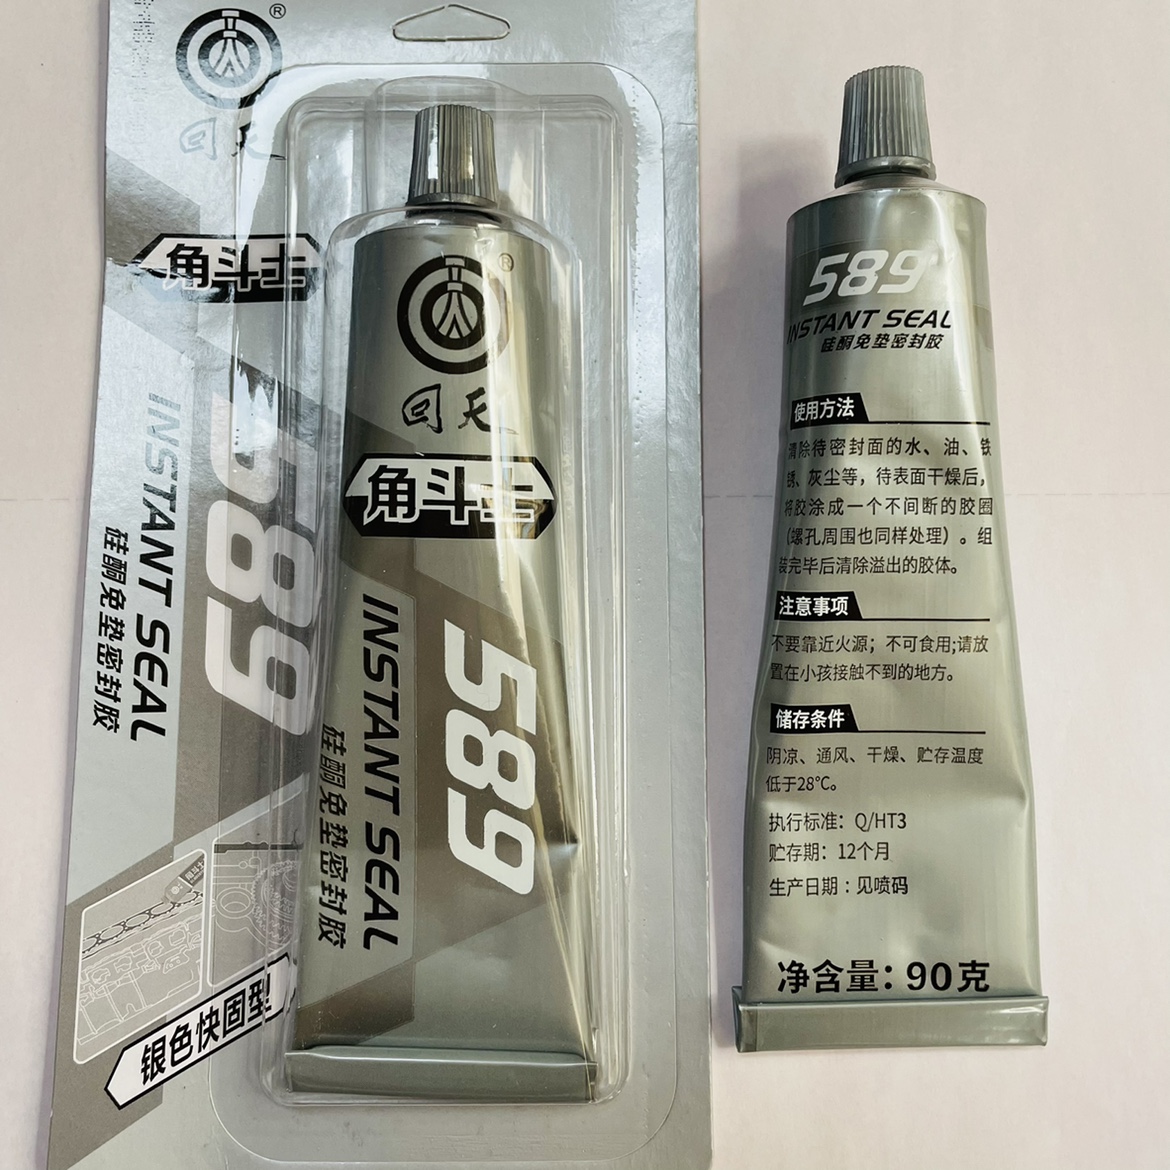 ®
回天
角斗士
589
INSTANT SEAL
硅酮免垫密封胶
银色快固型
®
回天
角斗士
589
INSTANT SEAL
硅酮免垫密封胶
589
INSTANT SEAL
硅酮免垫密封胶
使用方法
清除待密封面的水、油、铁
锈、灰尘等，待表面干燥后，
将胶涂成一个不间断的胶圈
（螺孔周围也同样处理）。组
装完毕后清除溢出的胶体。
注意事项
不要靠近火源；不可食用;请放
置在小孩接触不到的地方。
储存条件
阴凉、通风、干燥、贮存温度
低于28℃。
执行标准：Q/HT3
贮存期：12个月
生产日期：见喷码
净含量：90克